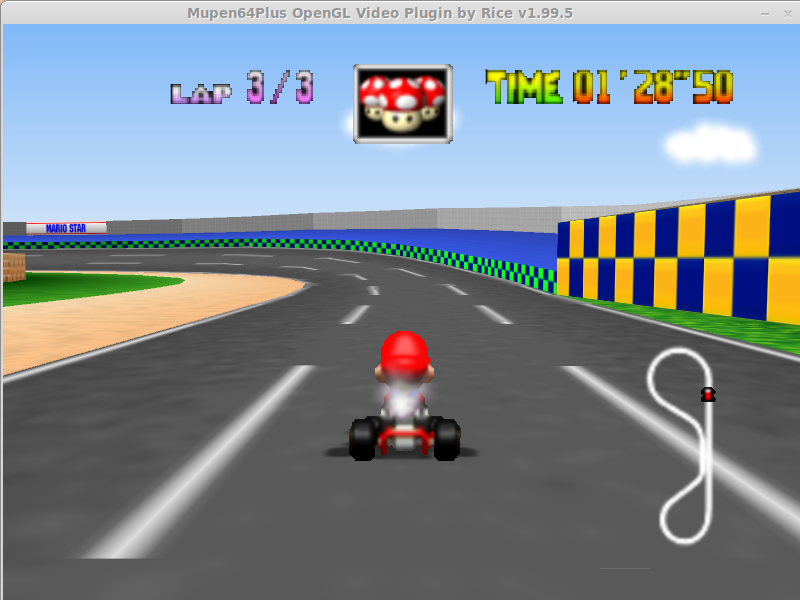 Mupen64Plus OpenGL Video Plugin by Rice v1.99.5
LAP 3/3
TIME 01'28"50
MARIO STAR